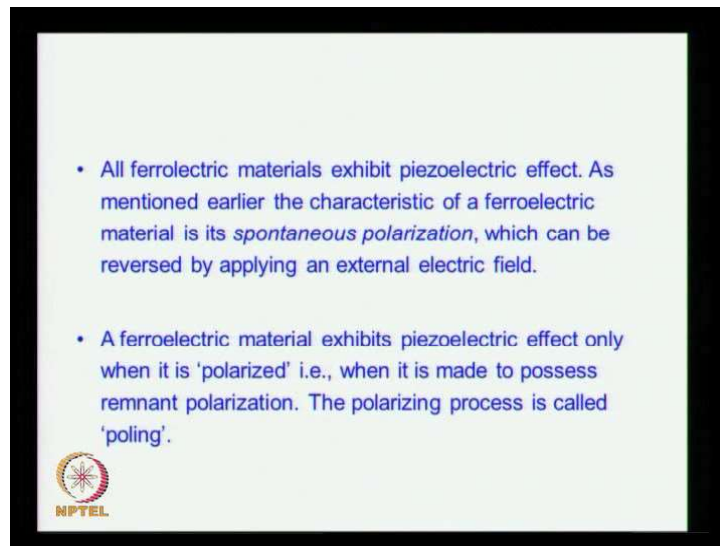 • All ferrolectric materials exhibit piezoelectric effect. As
mentioned earlier the characteristic of a ferroelectric
material is its spontaneous polarization, which can be
reversed by applying an external electric field.
• A ferroelectric material exhibits piezoelectric effect only
when it is 'polarized' i.e., when it is made to possess
remnant polarization. The polarizing process is called
'poling'.
NPTEL